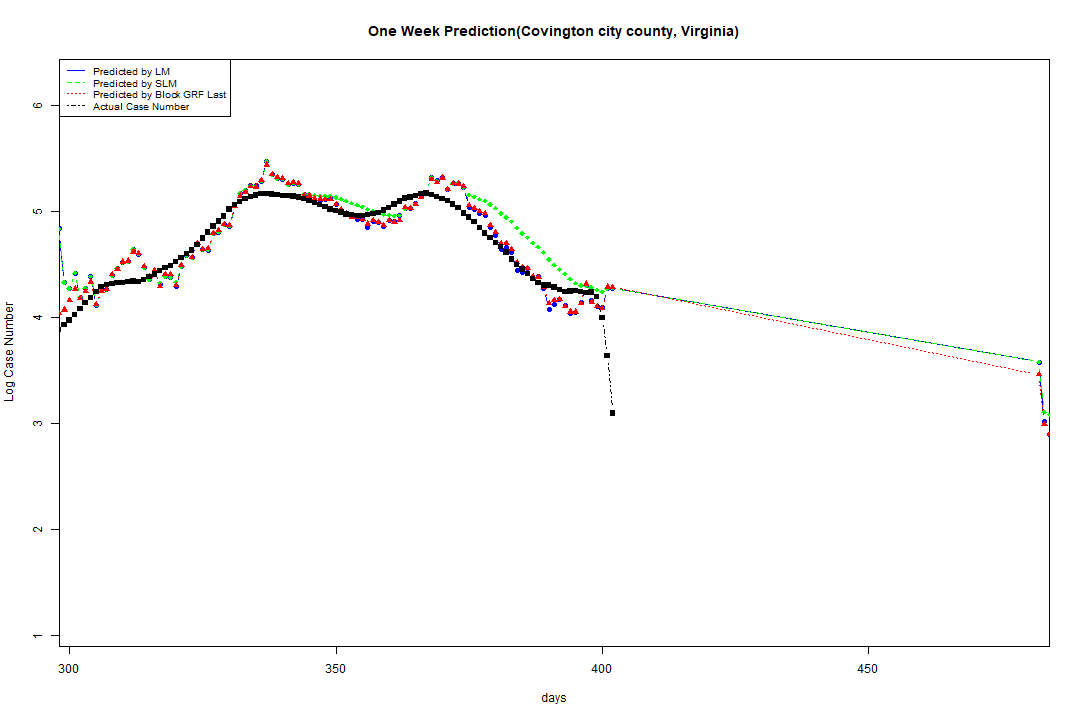 One Week Prediction(Covington city county, Virginia)
Predicted by LM
Predicted by SLM
Predicted by Block GRF Last
Actual Case Number
6
5
4
3
2
1
Log Case Number
300
350
400
450
days